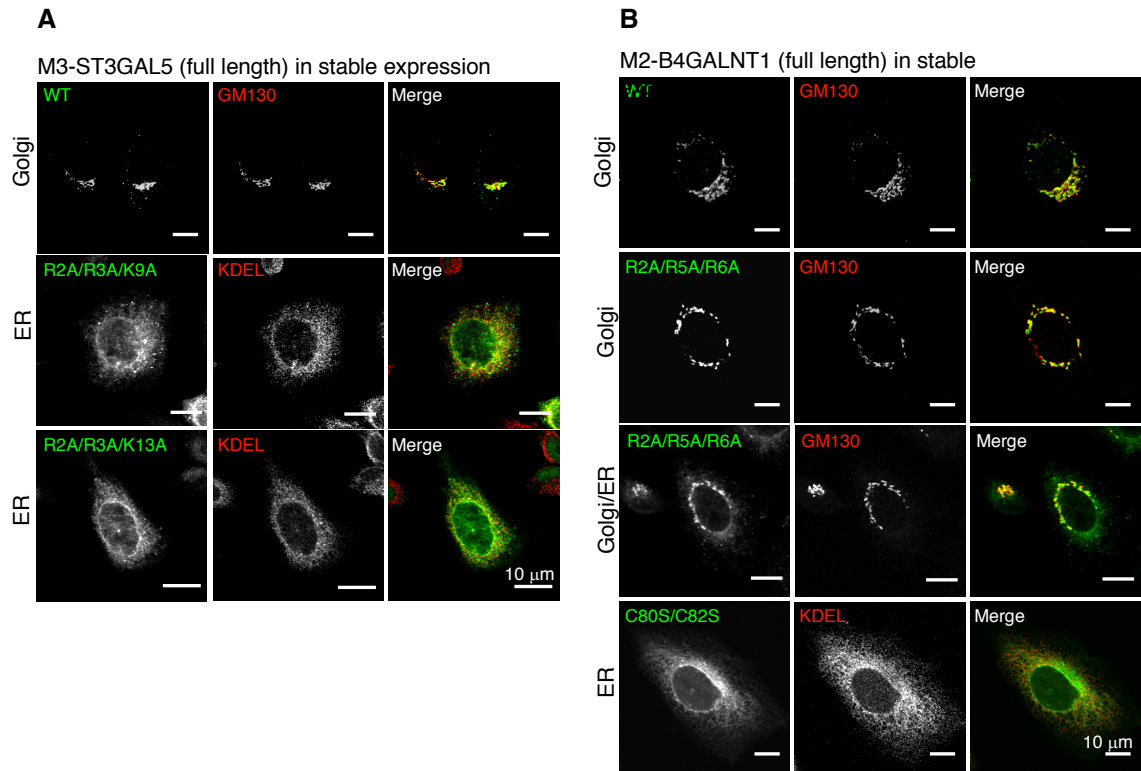 A
M3-ST3GAL5 (full length) in stable expression
Golgi
WT
GM130
Merge
ER
R2A/R3A/K9A
KDEL
Merge
ER
R2A/R3A/K13A
KDEL
Merge
10 μm
B
M2-B4GALNT1 (full length) in stable
Golgi
WT
GM130
Merge
Golgi
R2A/R5A/R6A
GM130
Merge
Golgi/ER
R2A/R5A/R6A
GM130
Merge
ER
C80S/C82S
KDEL
Merge
10 μm